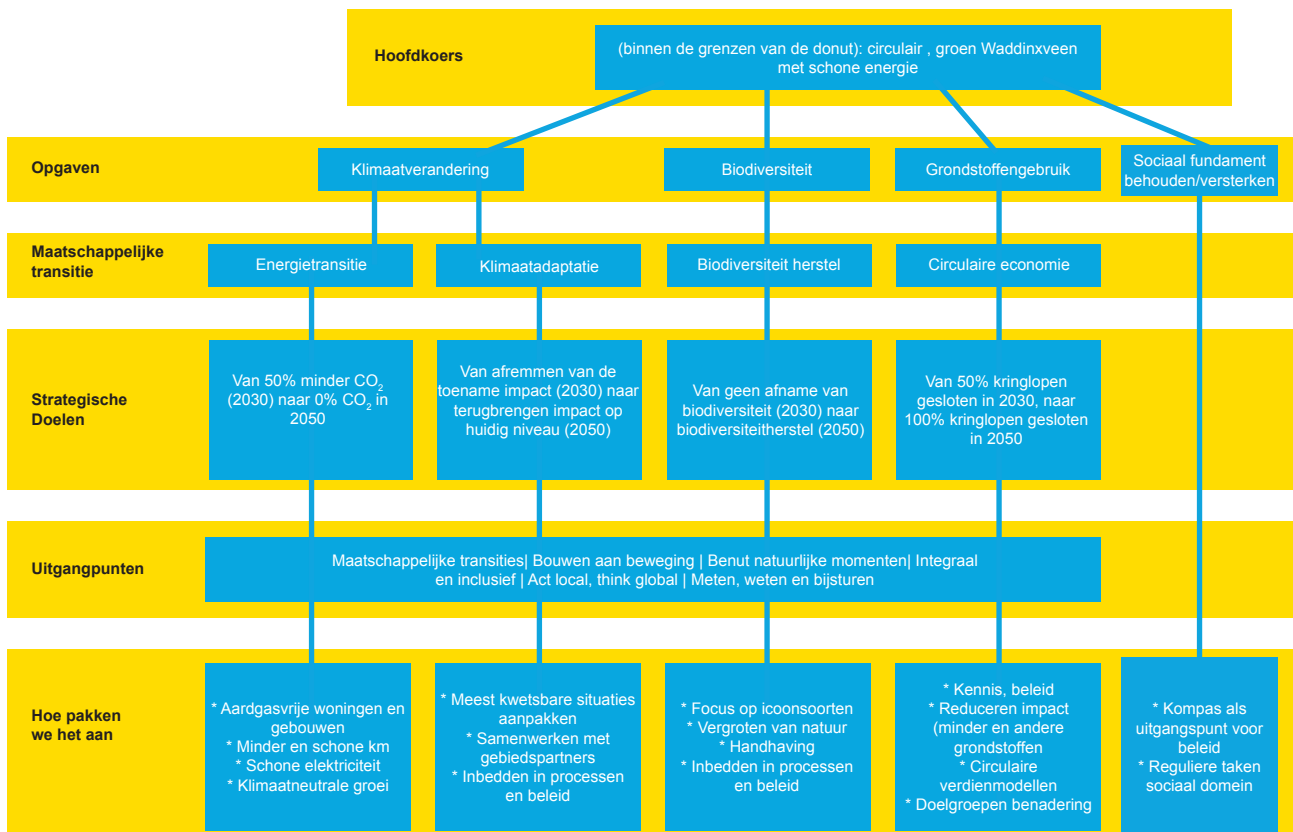 Hoofdkoers
(binnen de grenzen van de donut): circulair , groen Waddinxveen
met schone energie
Opgaven
Klimaatverandering
Biodiversiteit
Grondstoffengebruik
Sociaal fundament
behouden/versterken
Maatschappelijke
transitie
Energietransitie
Klimaatadaptatie
Biodiversiteit herstel
Circulaire economie
Strategische
Doelen
Van 50% minder CO₂
(2030) naar 0% CO₂ in
2050
Van afremmen van de
toename impact (2030) naar
terugbrengen impact op
huidig niveau (2050)
Van geen afname van
biodiversiteit (2030) naar
biodiversiteitherstel (2050)
Van 50% kringlopen
gesloten in 2030, naar
100% kringlopen gesloten
in 2050
Uitgangpunten
Maatschappelijke transities| Bouwen aan beweging | Benut natuurlijke momenten| Integraal
en inclusief | Act local, think global | Meten, weten en bijsturen
Hoe pakken
we het aan
* Aardgasvrije woningen en
gebouwen
* Minder en schone km
* Schone elektriciteit
* Klimaatneutrale groei
* Meest kwetsbare situaties
aanpakken
* Samenwerken met
gebiedspartners
* Inbedden in processen
en beleid
* Focus op icoonsoorten
* Vergroten van natuur
* Handhaving
* Inbedden in processen
en beleid
* Kennis, beleid
* Reduceren impact
(minder en andere
grondstoffen
* Circulaire
verdienmodellen
* Doelgroepen benadering
* Kompas als
uitgangspunt voor
beleid
* Reguliere taken
sociaal domein